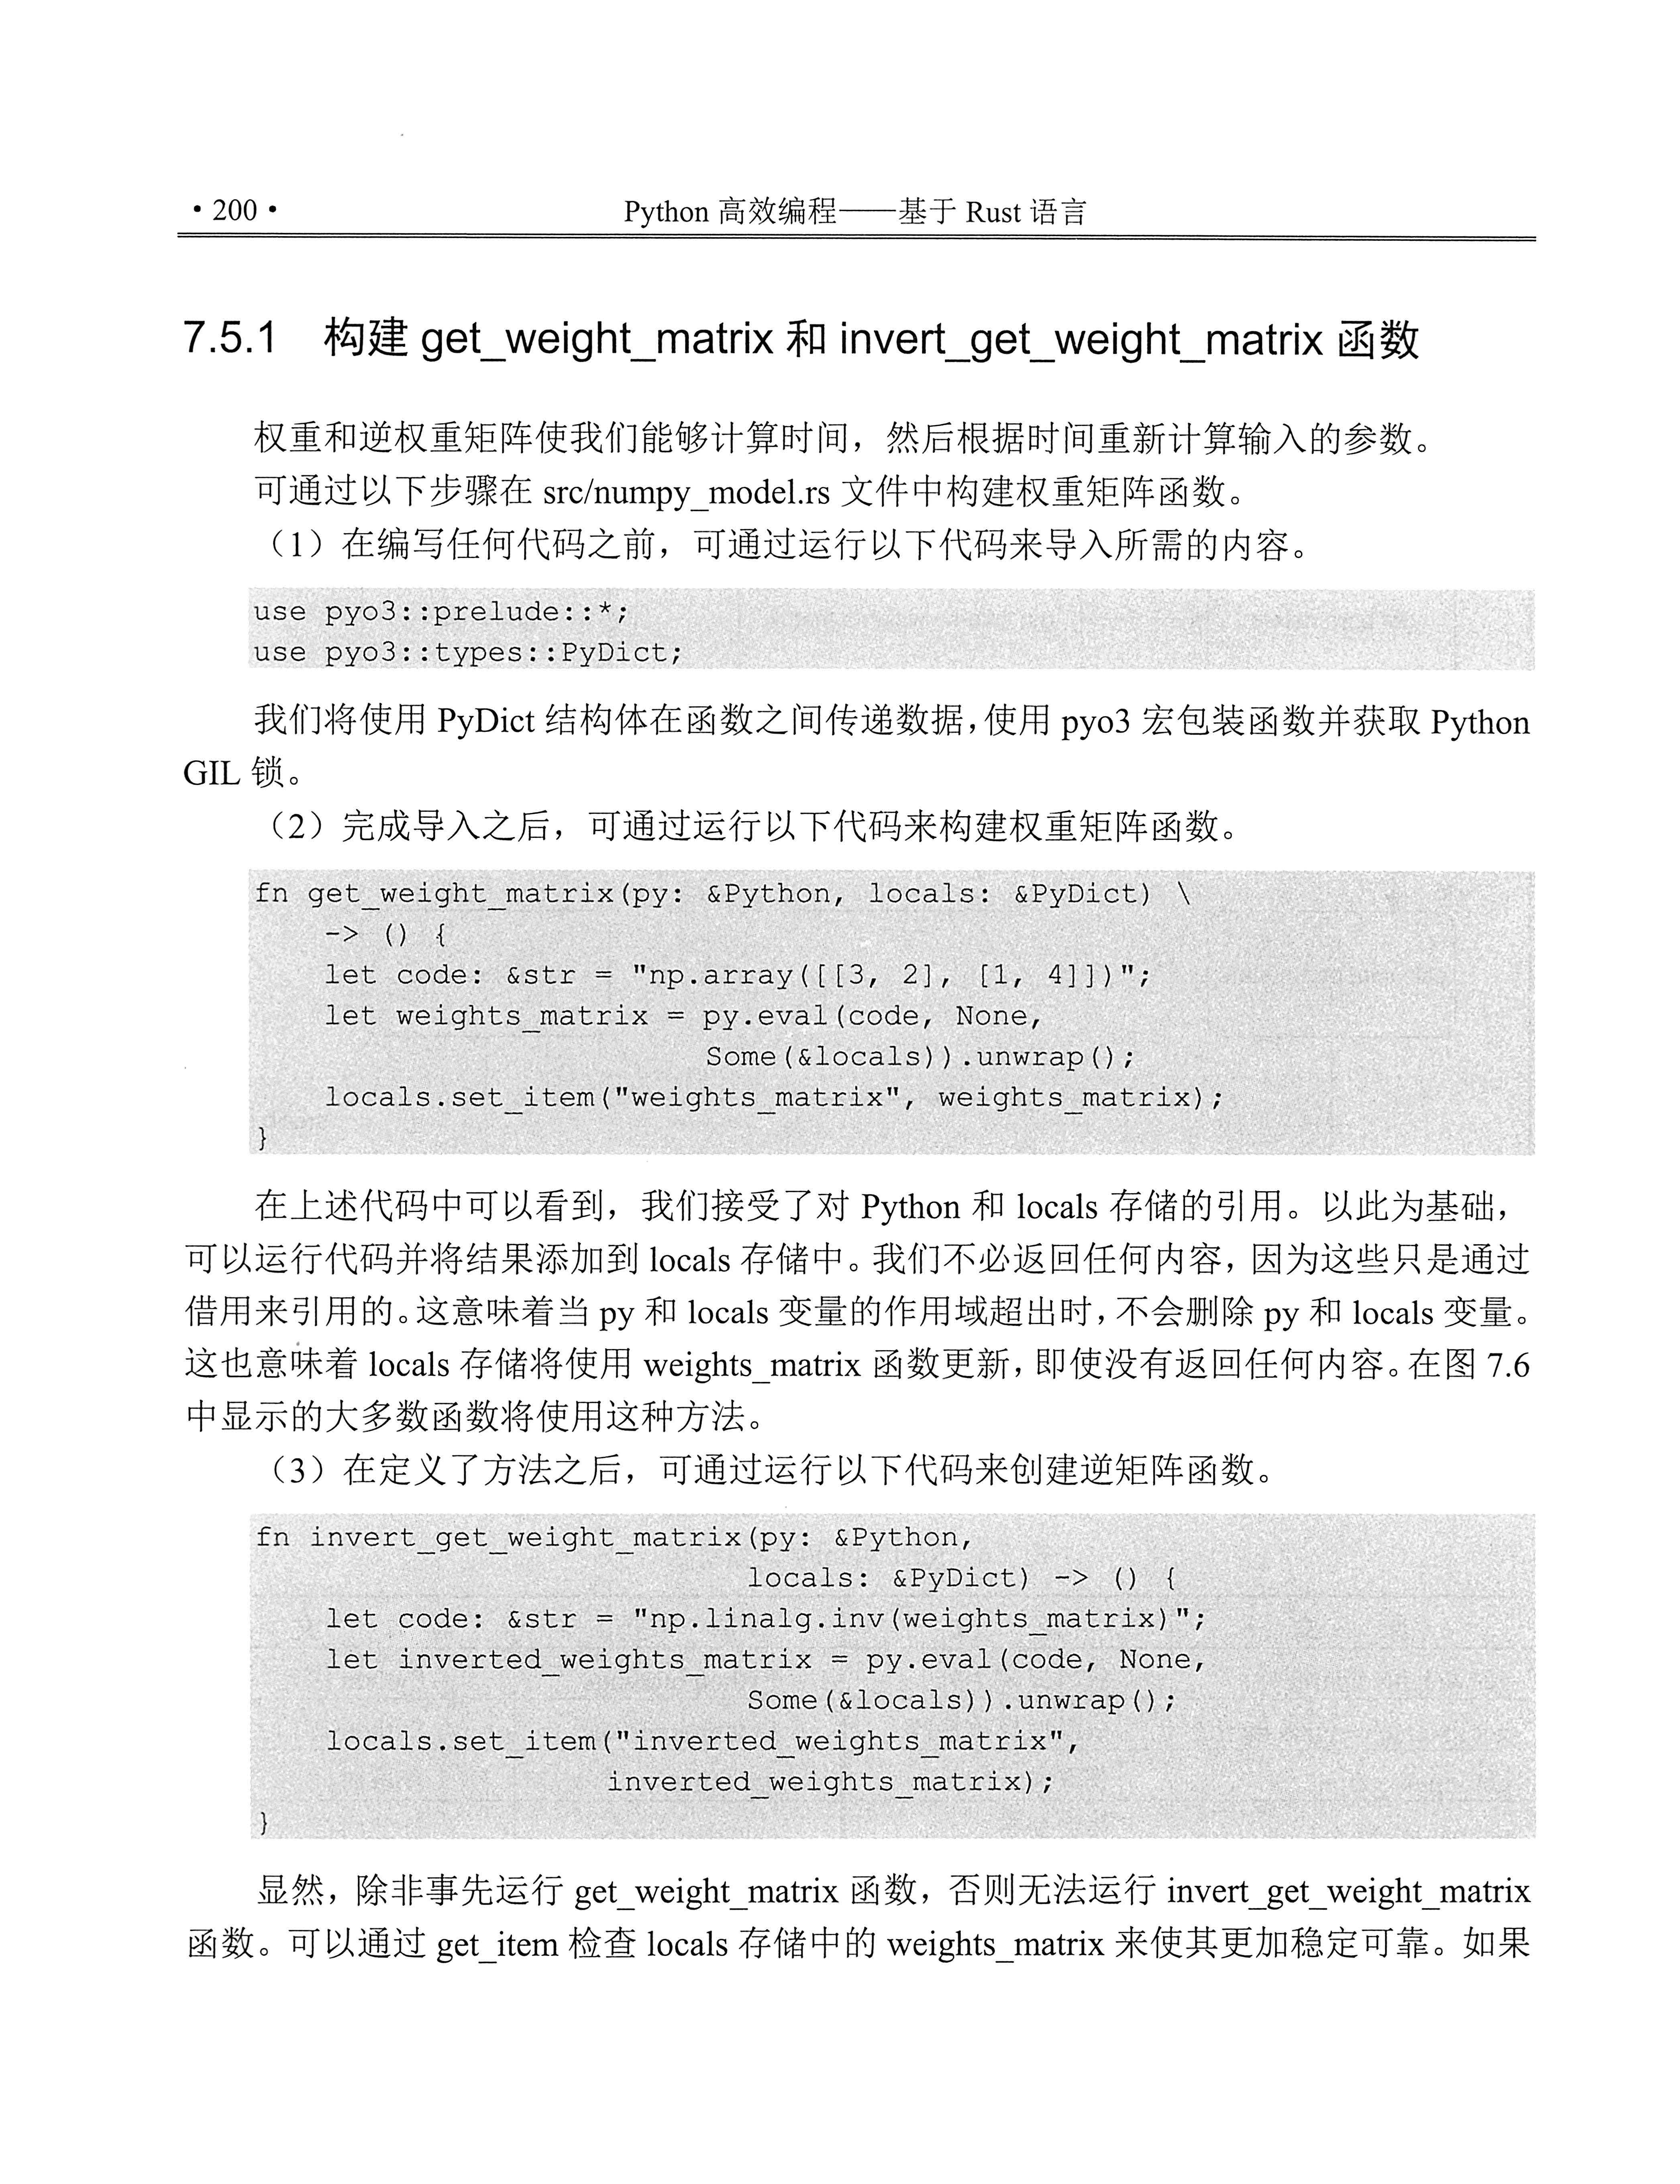 • 200 •
Python 高效编程——基于 Rust 语言
7.5.1 构建 get_weight_matrix 和 invert_get_weight_matrix 函数
权重和逆权重矩阵使我们能够计算时间，然后根据时间重新计算输入的参数。
可通过以下步骤在 src/numpy_model.rs 文件中构建权重矩阵函数。
（1）在编写任何代码之前，可通过运行以下代码来导入所需的内容。
use pyo3::prelude::*;
use pyo3::types::PyDict;
我们将使用 PyDict 结构体在函数之间传递数据，使用 pyo3 宏包装函数并获取 Python
GIL 锁。
（2）完成导入之后，可通过运行以下代码来构建权重矩阵函数。
fn get_weight_matrix(py: &Python, locals: &PyDict) \
    -> () {
    let code: &str = "np.array([[3, 2], [1, 4]])";
    let weights_matrix = py.eval(code, None,
                         Some(&locals)).unwrap();
    locals.set_item("weights_matrix", weights_matrix);
}
在上述代码中可以看到，我们接受了对 Python 和 locals 存储的引用。以此为基础，
可以运行代码并将结果添加到 locals 存储中。我们不必返回任何内容，因为这些只是通过
借用来引用的。这意味着当 py 和 locals 变量的作用域超出时，不会删除 py 和 locals 变量。
这也意味着 locals 存储将使用 weights_matrix 函数更新，即使没有返回任何内容。在图 7.6
中显示的大多数函数将使用这种方法。
（3）在定义了方法之后，可通过运行以下代码来创建逆矩阵函数。
fn invert_get_weight_matrix(py: &Python,
                            locals: &PyDict) -> () {
    let code: &str = "np.linalg.inv(weights_matrix)";
    let inverted_weights_matrix = py.eval(code, None,
                            Some(&locals)).unwrap();
    locals.set_item("inverted_weights_matrix",
                    inverted_weights_matrix);
}
显然，除非事先运行 get_weight_matrix 函数，否则无法运行 invert_get_weight_matrix
函数。可以通过 get_item 检查 locals 存储中的 weights_matrix 来使其更加稳定可靠。如果